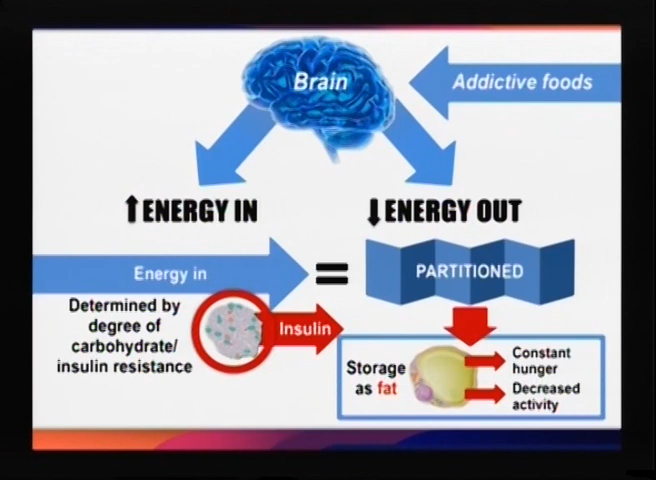 Brain
Addictive foods
↑ENERGY IN
↓ENERGY OUT
Energy in
=
PARTITIONED
Determined by
degree of
carbohydrate/
insulin resistance
Insulin
Storage
as fat
Constant
hunger
Decreased
activity